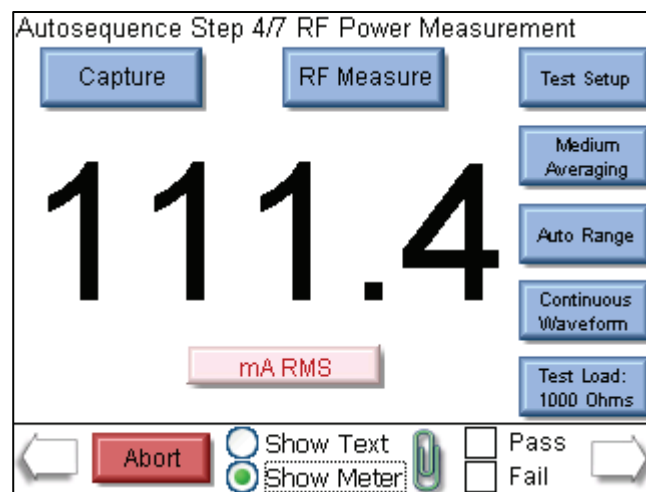 Autosequence Step 4/7 RF Power Measurement
Capture
RF Measure
Test Setup
Medium
Averaging
111.4
Auto Range
Continuous
Waveform
mA RMS
Test Load:
1000 Ohms
Abort
Show Text
Show Meter
Pass
Fail